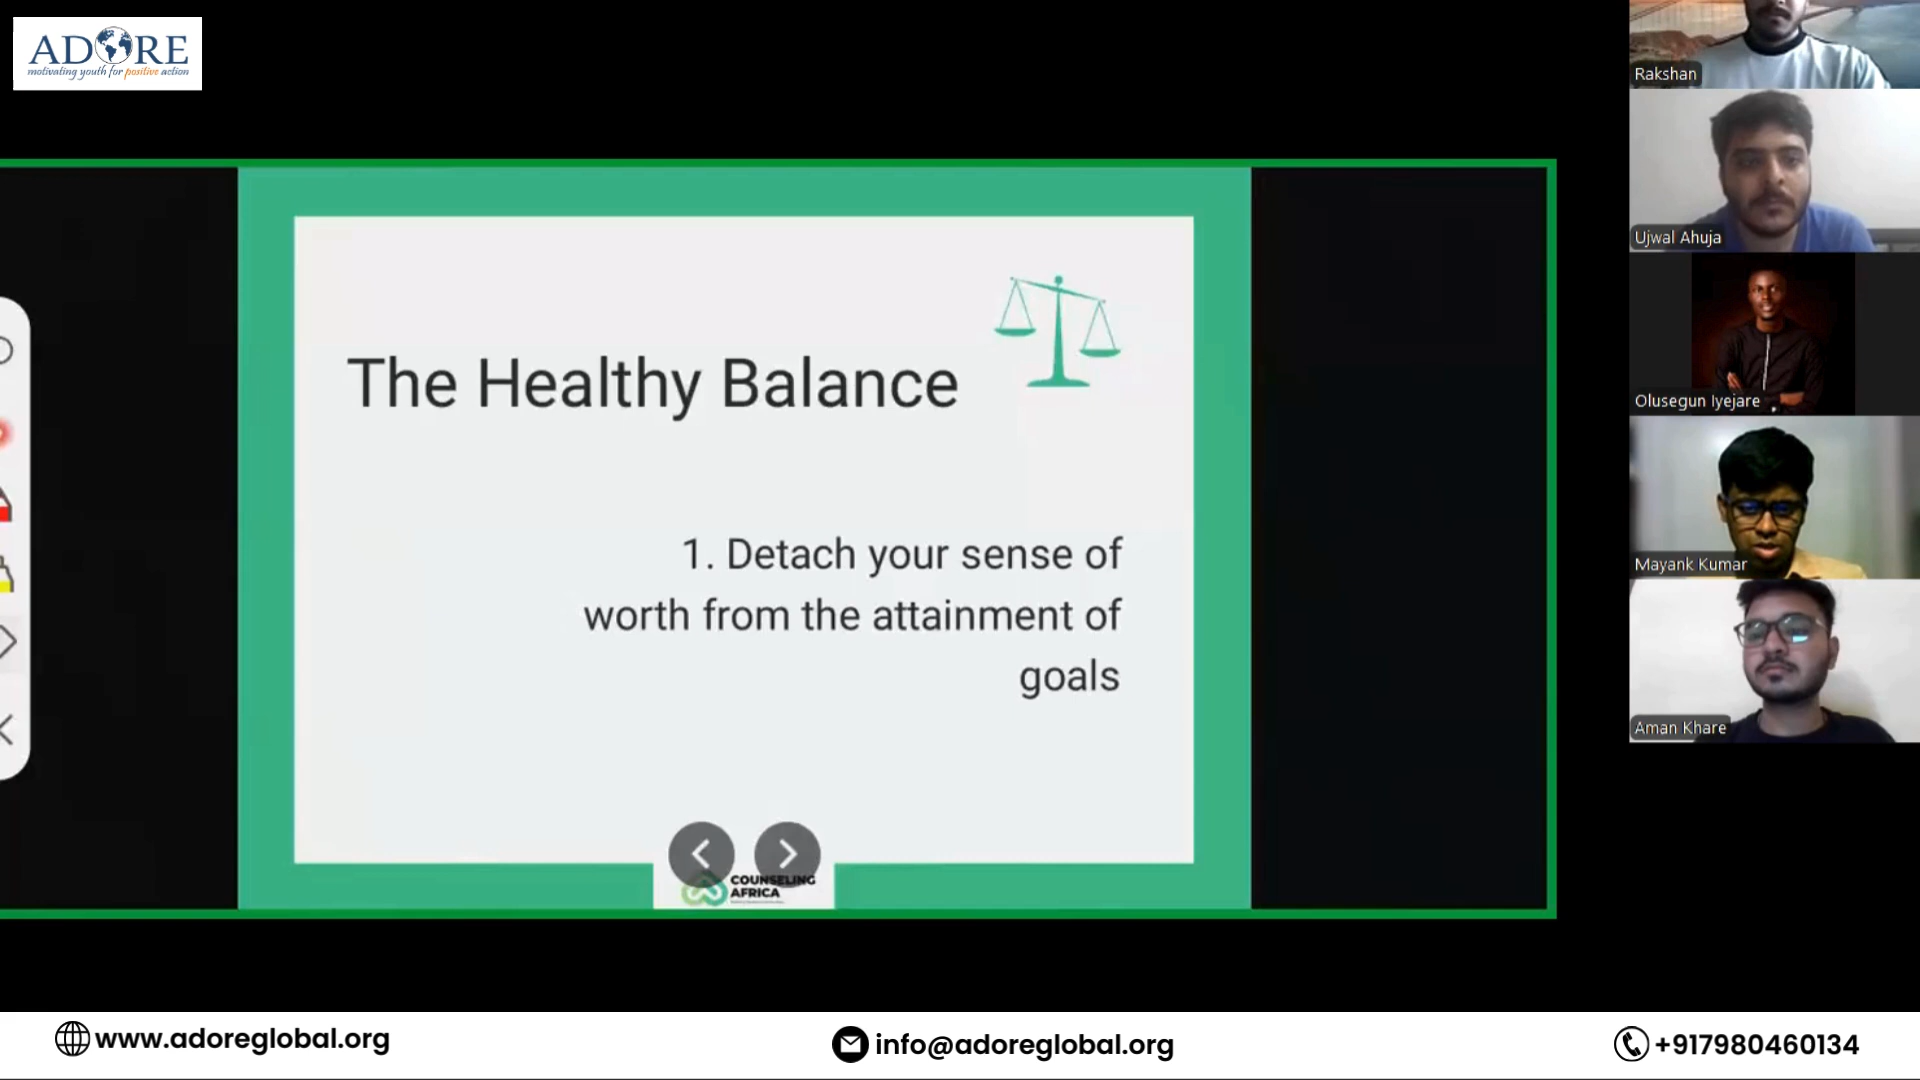 ADORE
motivating youth for positive action
Rakshan
Ujwal Ahuja
Olusegun Iyejare
Mayank Kumar
Aman Khare
The Healthy Balance
1. Detach your sense of
worth from the attainment of
goals
COUNSELING
AFRICA
www.adoreglobal.org
info@adoreglobal.org
+917980460134